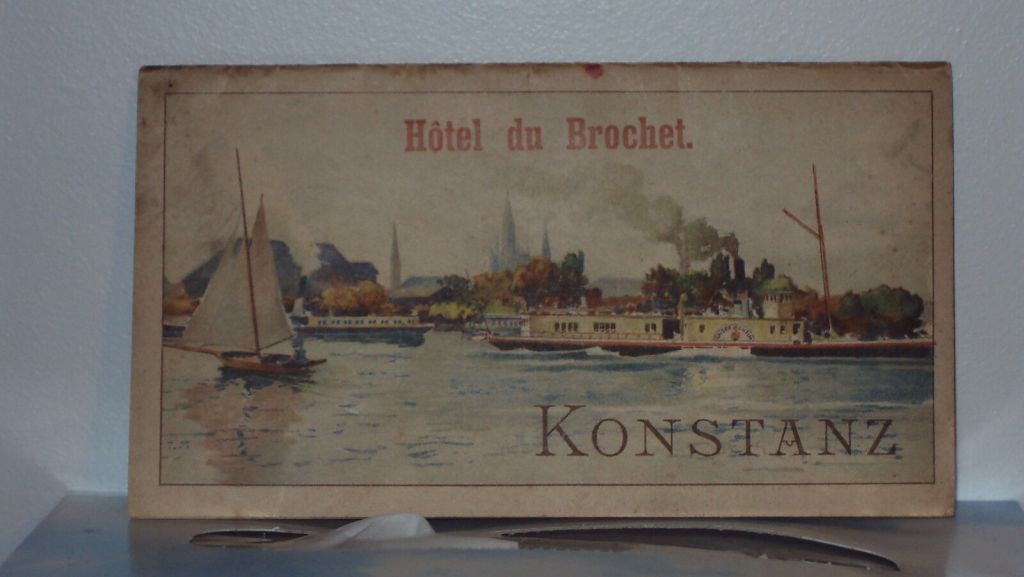 Hôtel du Brochet.
KONSTANZ